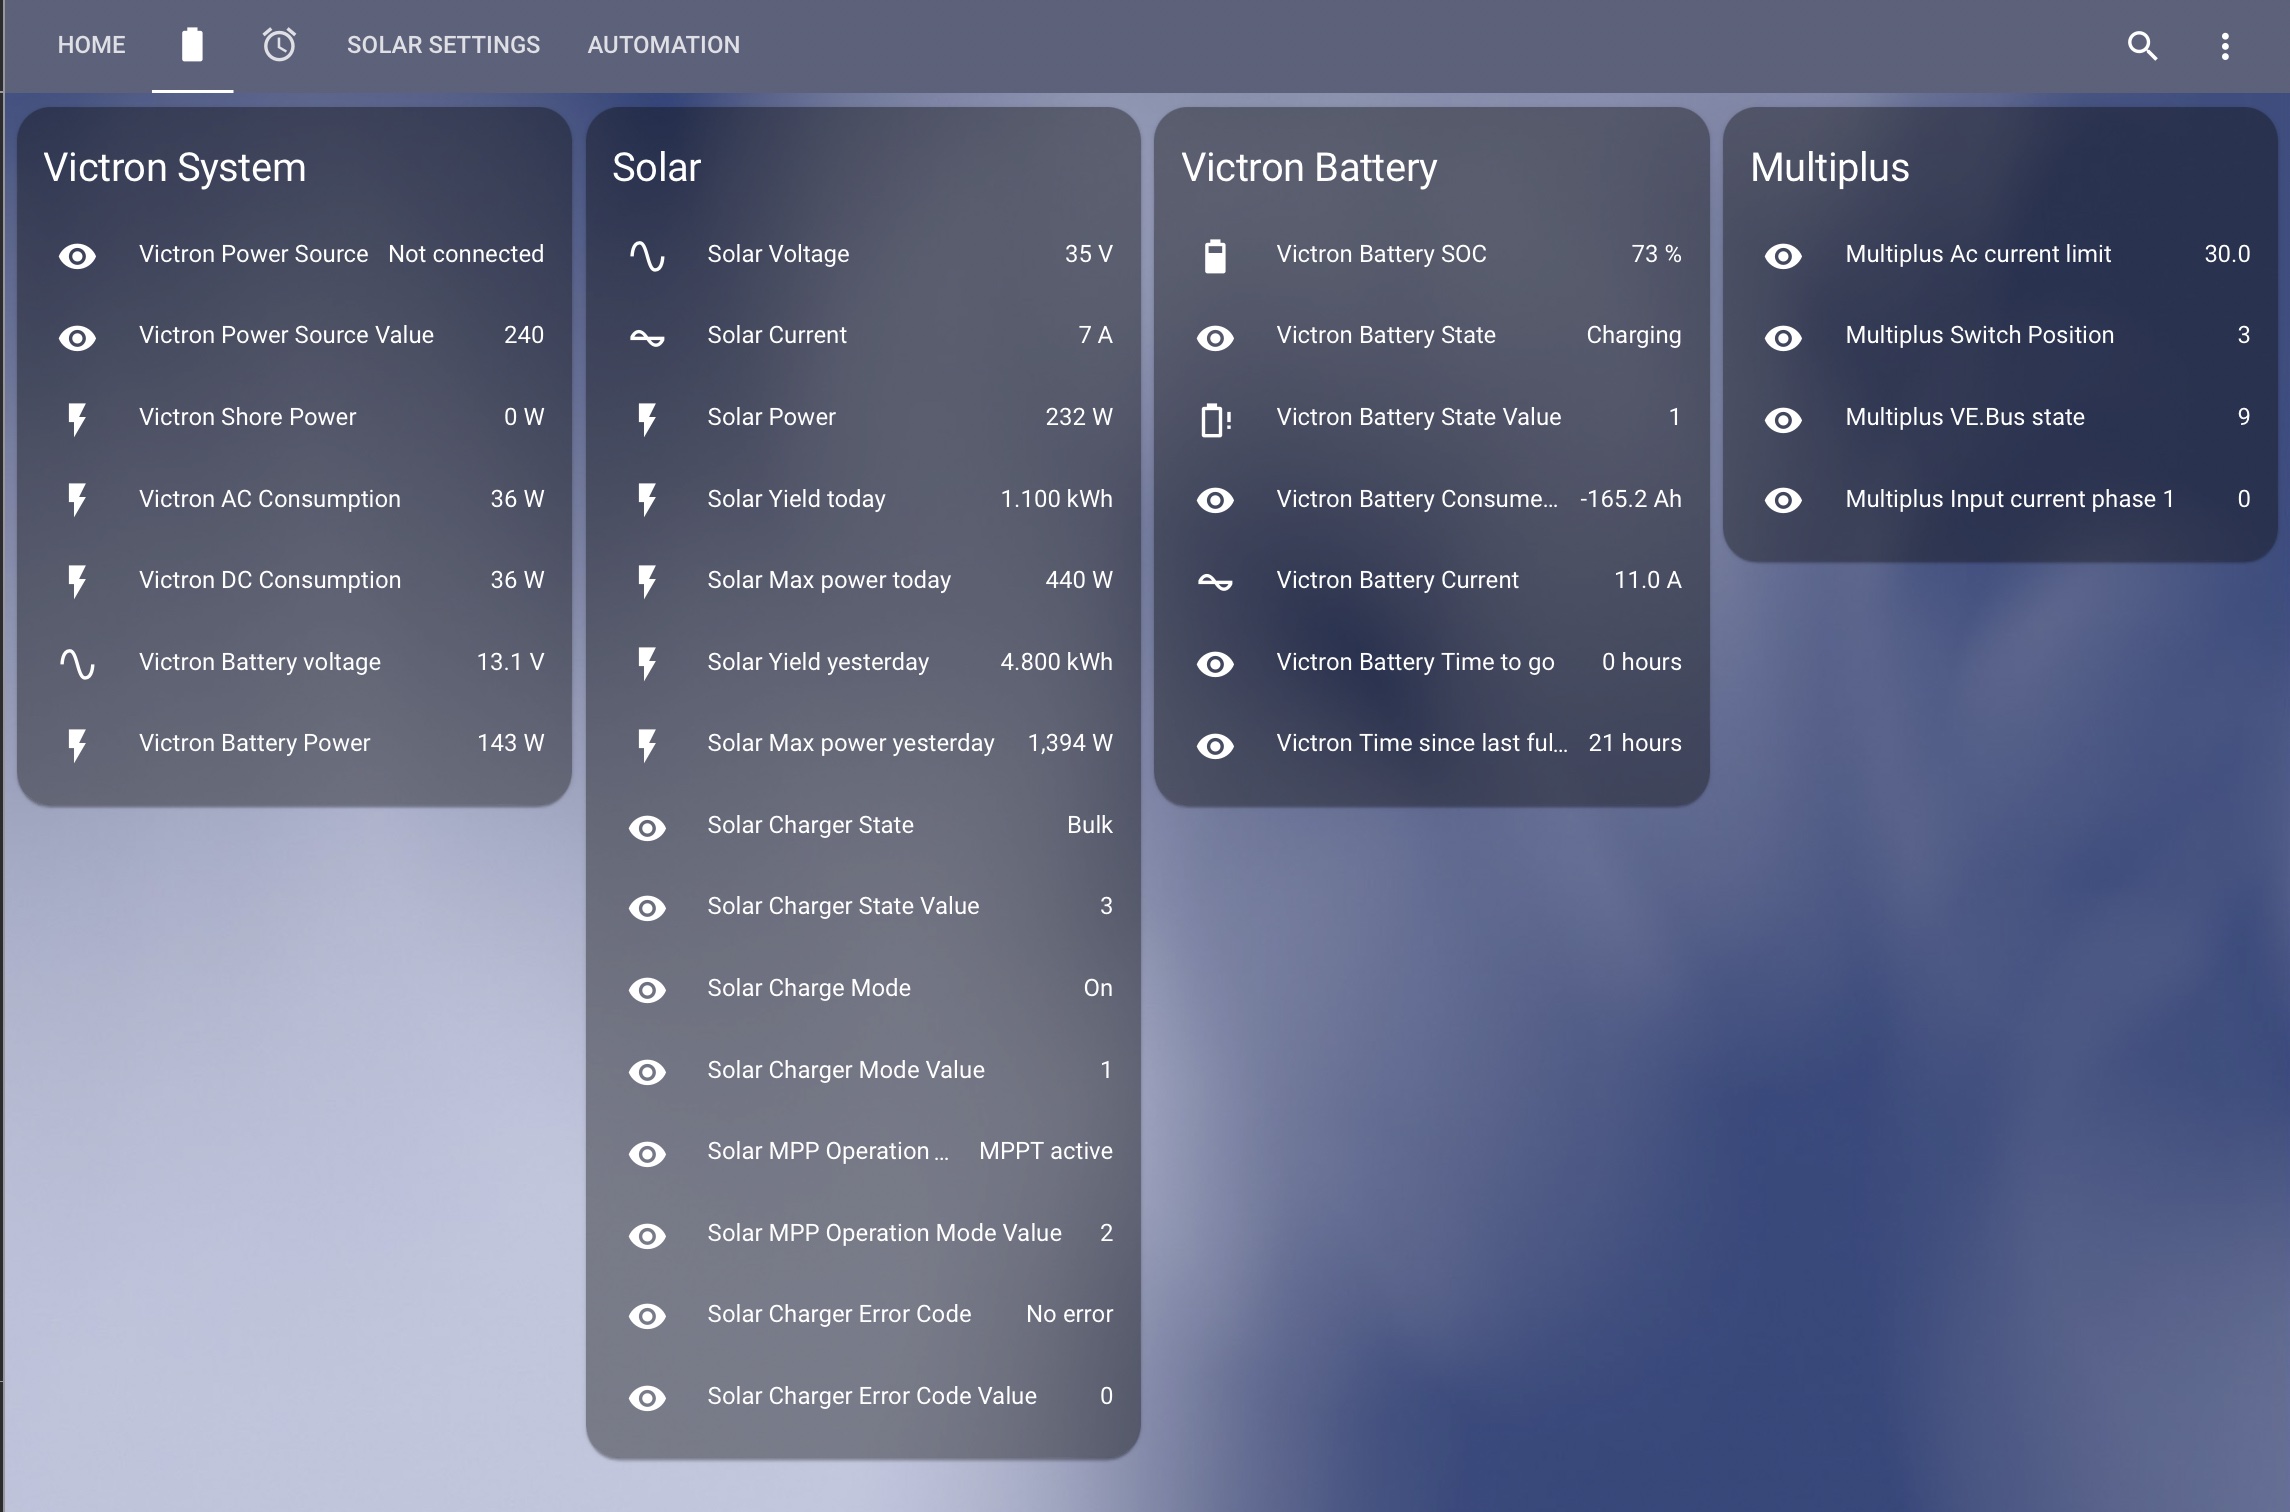 HOME SOLAR SETTINGS AUTOMATION
Victron System
Victron Power Source Not connected
Victron Power Source Value 240
Victron Shore Power 0 W
Victron AC Consumption 36 W
Victron DC Consumption 36 W
Victron Battery voltage 13.1 V
Victron Battery Power 143 W
Solar
Solar Voltage 35 V
Solar Current 7 A
Solar Power 232 W
Solar Yield today 1.100 kWh
Solar Max power today 440 W
Solar Yield yesterday 4.800 kWh
Solar Max power yesterday 1,394 W
Solar Charger State Bulk
Solar Charger State Value 3
Solar Charge Mode On
Solar Charger Mode Value 1
Solar MPP Operation ... MPPT active
Solar MPP Operation Mode Value 2
Solar Charger Error Code No error
Solar Charger Error Code Value 0
Victron Battery
Victron Battery SOC 73 %
Victron Battery State Charging
Victron Battery State Value 1
Victron Battery Consume... -165.2 Ah
Victron Battery Current 11.0 A
Victron Battery Time to go 0 hours
Victron Time since last ful... 21 hours
Multiplus
Multiplus Ac current limit 30.0
Multiplus Switch Position 3
Multiplus VE.Bus state 9
Multiplus Input current phase 1 0